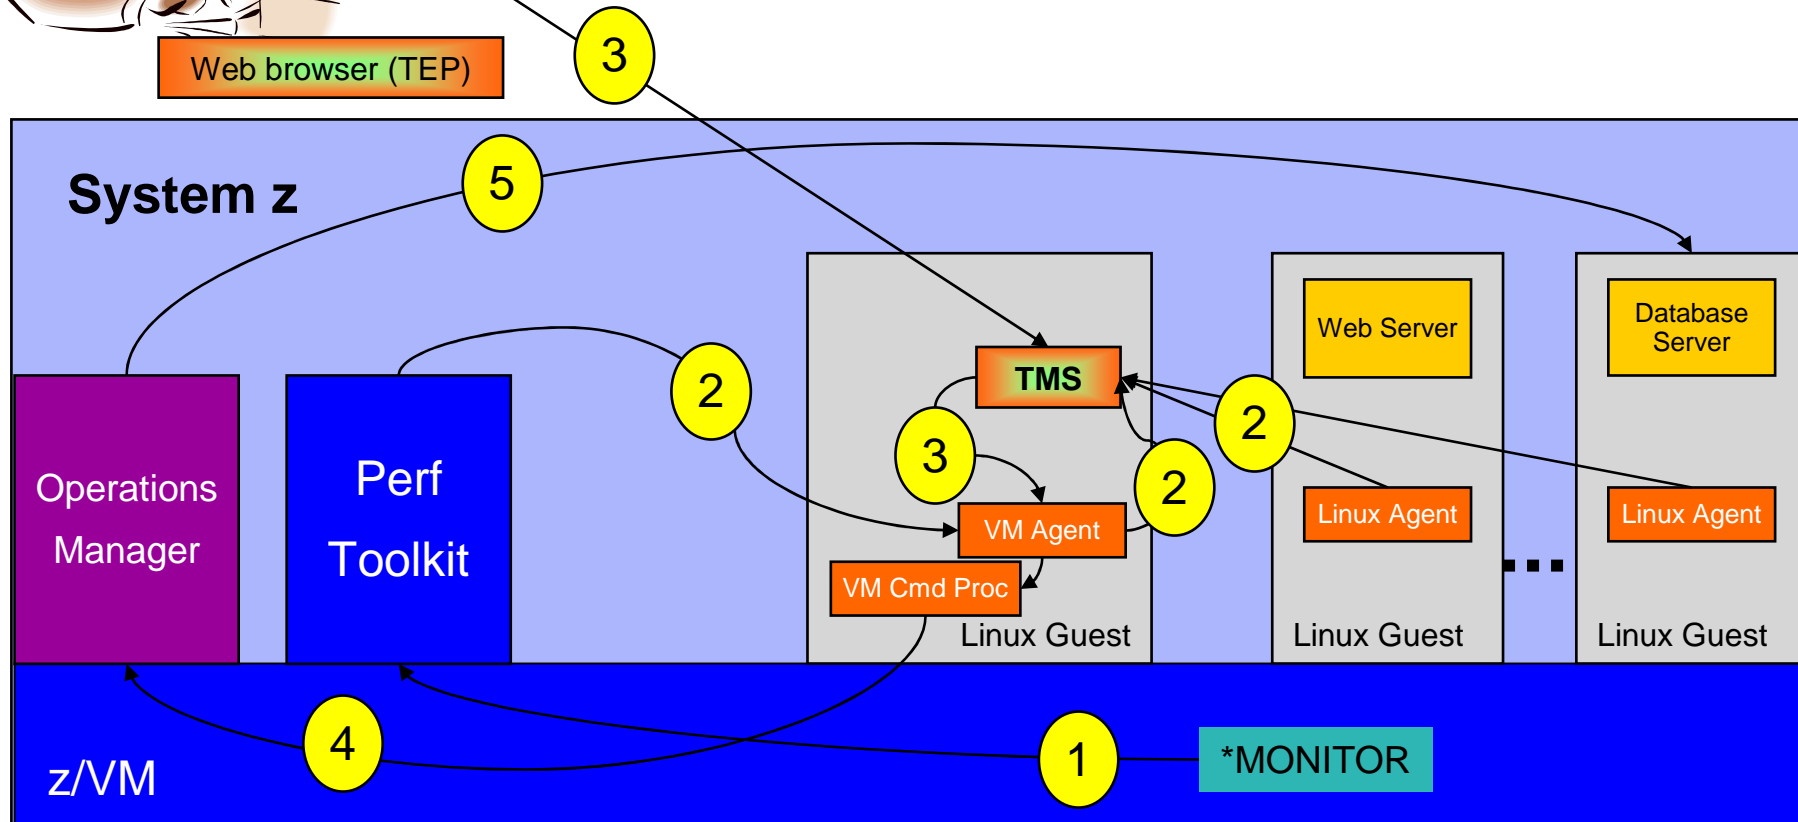 3
Web browser (TEP)
System z
5
Web Server
Database
Server
TMS
2
2
3
2
Operations
Manager
Perf
Toolkit
VM Agent
Linux Agent
Linux Agent
VM Cmd Proc
Linux Guest
Linux Guest
Linux Guest
4
1
*MONITOR
z/VM